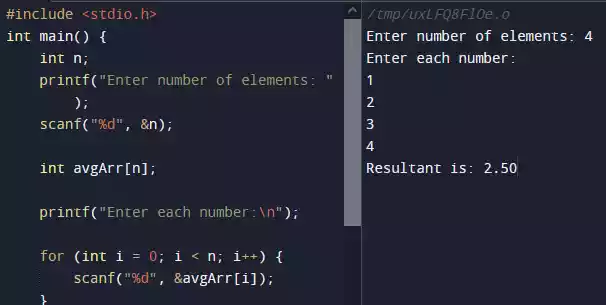 #include <stdio.h>
int main() {
    int n;
    printf("Enter number of elements: "
        );
    scanf("%d", &n);
    int avgArr[n];
    printf("Enter each number:\n");
    for (int i = 0; i < n; i++) {
        scanf("%d", &avgArr[i]);
    }
/tmp/uxLFQ8FlOe.o
Enter number of elements: 4
Enter each number:
1
2
3
4
Resultant is: 2.50